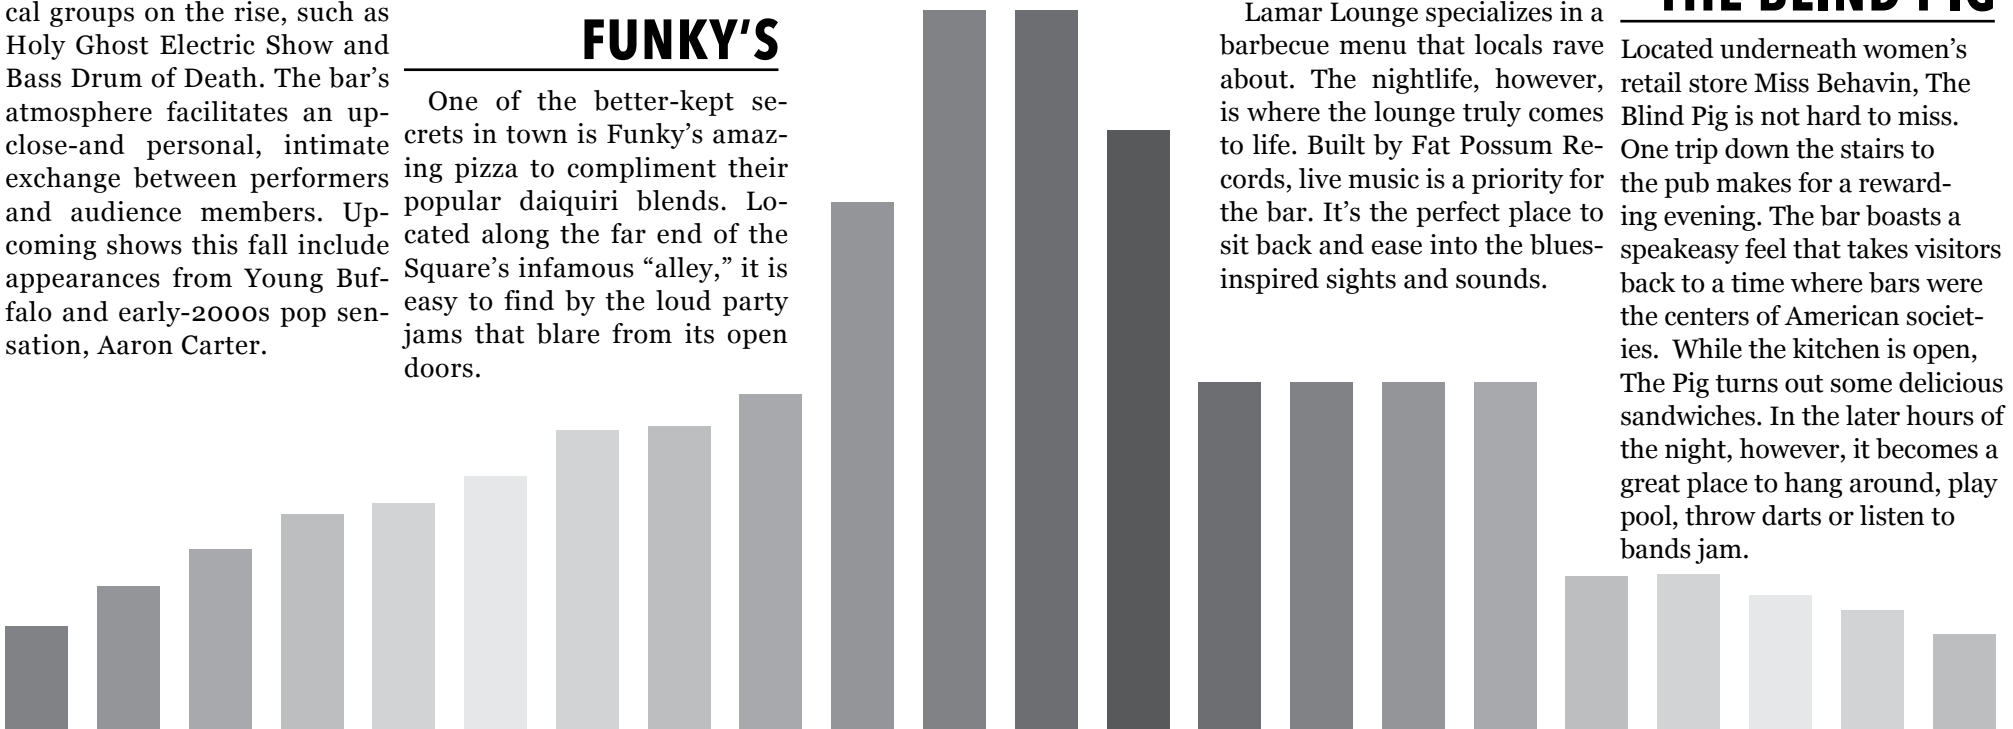 cal groups on the rise, such as
Holy Ghost Electric Show and
Bass Drum of Death. The bar’s
atmosphere facilitates an up-
close-and personal, intimate
exchange between performers
and audience members. Up-
coming shows this fall include
appearances from Young Buf-
falo and early-2000s pop sen-
sation, Aaron Carter.
FUNKY’S
One of the better-kept se-
crets in town is Funky’s amaz-
ing pizza to compliment their
popular daiquiri blends. Lo-
cated along the far end of the
Square’s infamous “alley,” it is
easy to find by the loud party
jams that blare from its open
doors.
Lamar Lounge specializes in a
barbecue menu that locals rave
about. The nightlife, however,
is where the lounge truly comes
to life. Built by Fat Possum Re-
cords, live music is a priority for
the bar. It’s the perfect place to
sit back and ease into the blues-
inspired sights and sounds.
THE BLIND PIG
Located underneath women’s
retail store Miss Behavin, The
Blind Pig is not hard to miss.
One trip down the stairs to
the pub makes for a reward-
ing evening. The bar boasts a
speakeasy feel that takes visitors
back to a time where bars were
the centers of American societ-
ies.  While the kitchen is open,
The Pig turns out some delicious
sandwiches. In the later hours of
the night, however, it becomes a
great place to hang around, play
pool, throw darts or listen to
bands jam.